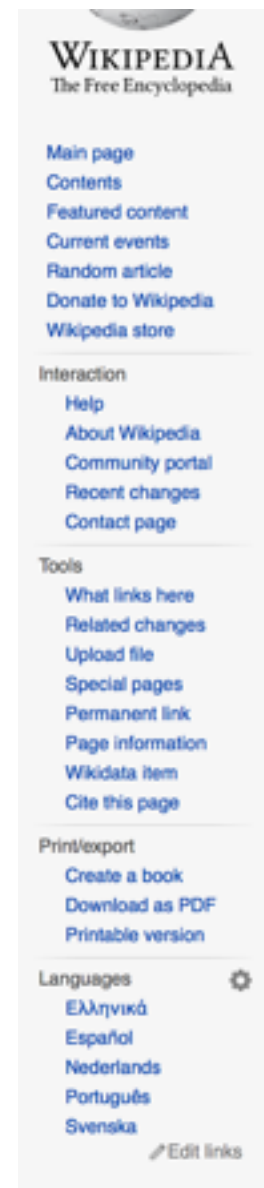 WIKIPEDIA
The Free Encyclopedia
Main page
Contents
Featured content
Current events
Random article
Donate to Wikipedia
Wikipedia store
Interaction
Help
About Wikipedia
Community portal
Recent changes
Contact page
Tools
What links here
Related changes
Upload file
Special pages
Permanent link
Page information
Wikidata item
Cite this page
Print/export
Create a book
Download as PDF
Printable version
Languages
Ελληνικά
Español
Nederlands
Português
Svenska
Edit links